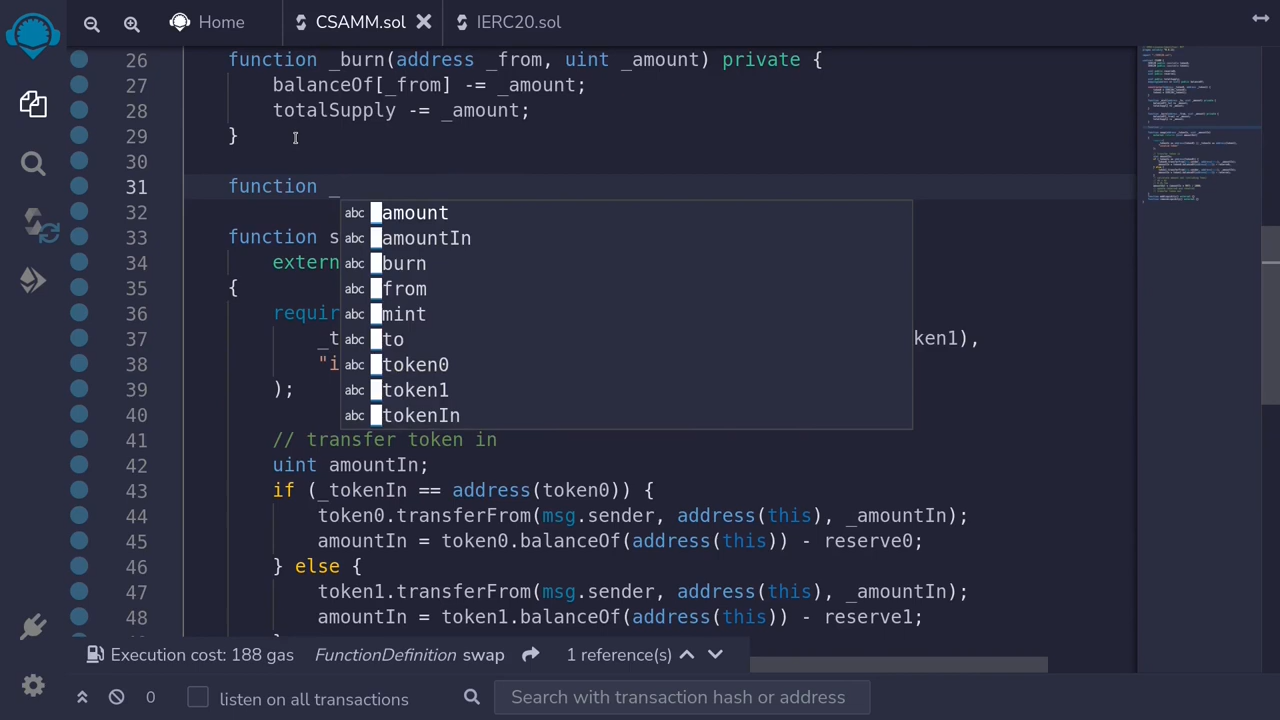 Home
CSAMM.sol
IERC20.sol
26 function _burn(address _from, uint _amount) private {
27 balanceOf[_from] -= _amount;
28 totalSupply -= _amount;
29 }
30
31 function _
abc amount
abc amountIn
abc burn
abc from
abc mint
abc to
abc token0
abc token1
abc tokenIn
32
33 function s
34 extern
35 {
36 requir
37 _t ken1),
38 "i
39 );
40
41 // transfer token in
42 uint amountIn;
43 if (_tokenIn == address(token0)) {
44 token0.transferFrom(msg.sender, address(this), _amountIn);
45 amountIn = token0.balanceOf(address(this)) - reserve0;
46 } else {
47 token1.transferFrom(msg.sender, address(this), _amountIn);
48 amountIn = token1.balanceOf(address(this)) - reserve1;
Execution cost: 188 gas FunctionDefinition swap 1 reference(s)
0 listen on all transactions Search with transaction hash or address